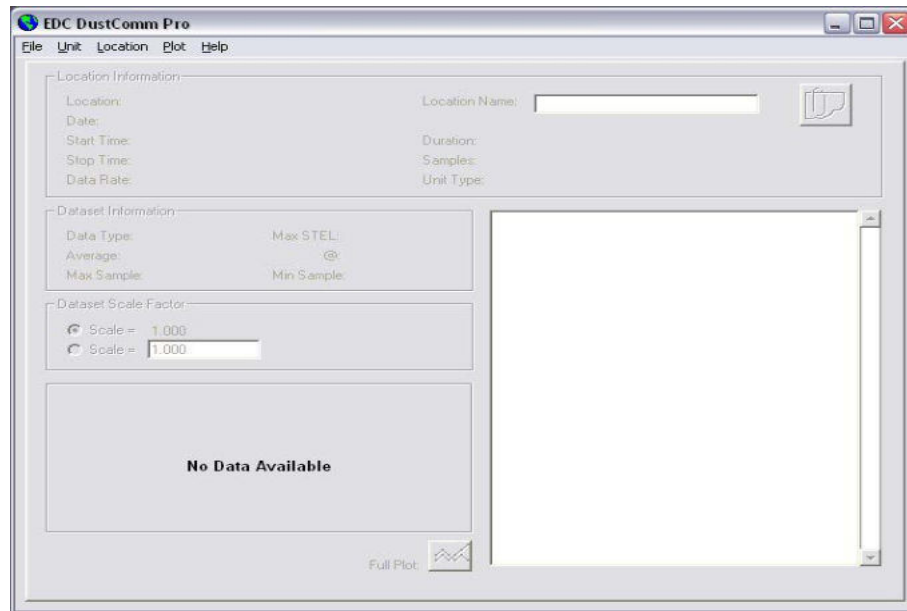 EDC DustComm Pro
File Unit Location Plot Help
Location Information
Location: Location Name:
Date:
Start Time: Duration:
Stop Time: Samples:
Data Rate: Unit Type:
Dataset Information
Data Type: Max STEL:
Average: @:
Max Sample: Min Sample:
Dataset Scale Factor
Scale = 1.000
Scale = 1.000
No Data Available
Full Plot: